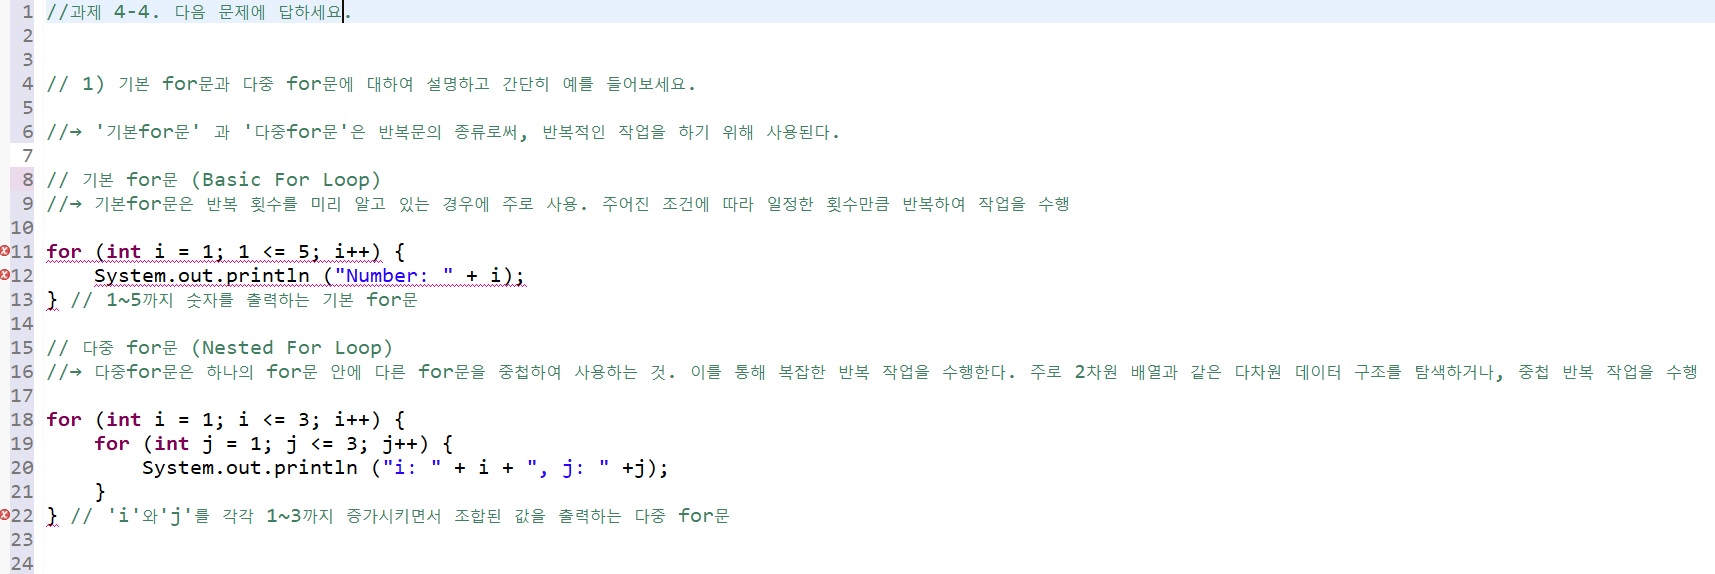 1 //과제 4-4. 다음 문제에 답하세요.
2
3
4 // 1) 기본 for문과 다중 for문에 대하여 설명하고 간단히 예를 들어보세요.
5
6 //→ '기본for문' 과 '다중for문'은 반복문의 종류로써, 반복적인 작업을 하기 위해 사용된다.
7
8 // 기본 for문 (Basic For Loop)
9 //→ 기본for문은 반복 횟수를 미리 알고 있는 경우에 주로 사용. 주어진 조건에 따라 일정한 횟수만큼 반복하여 작업을 수행
10
11 for (int i = 1; 1 <= 5; i++) {
12     System.out.println ("Number: " + i);
13 } // 1~5까지 숫자를 출력하는 기본 for문
14
15 // 다중 for문 (Nested For Loop)
16 //→ 다중for문은 하나의 for문 안에 다른 for문을 중첩하여 사용하는 것. 이를 통해 복잡한 반복 작업을 수행한다. 주로 2차원 배열과 같은 다차원 데이터 구조를 탐색하거나, 중첩 반복 작업을 수행
17
18 for (int i = 1; i <= 3; i++) {
19     for (int j = 1; j <= 3; j++) {
20         System.out.println ("i: " + i + ", j: " +j);
21     }
22 } // 'i'와'j'를 각각 1~3까지 증가시키면서 조합된 값을 출력하는 다중 for문
23
24